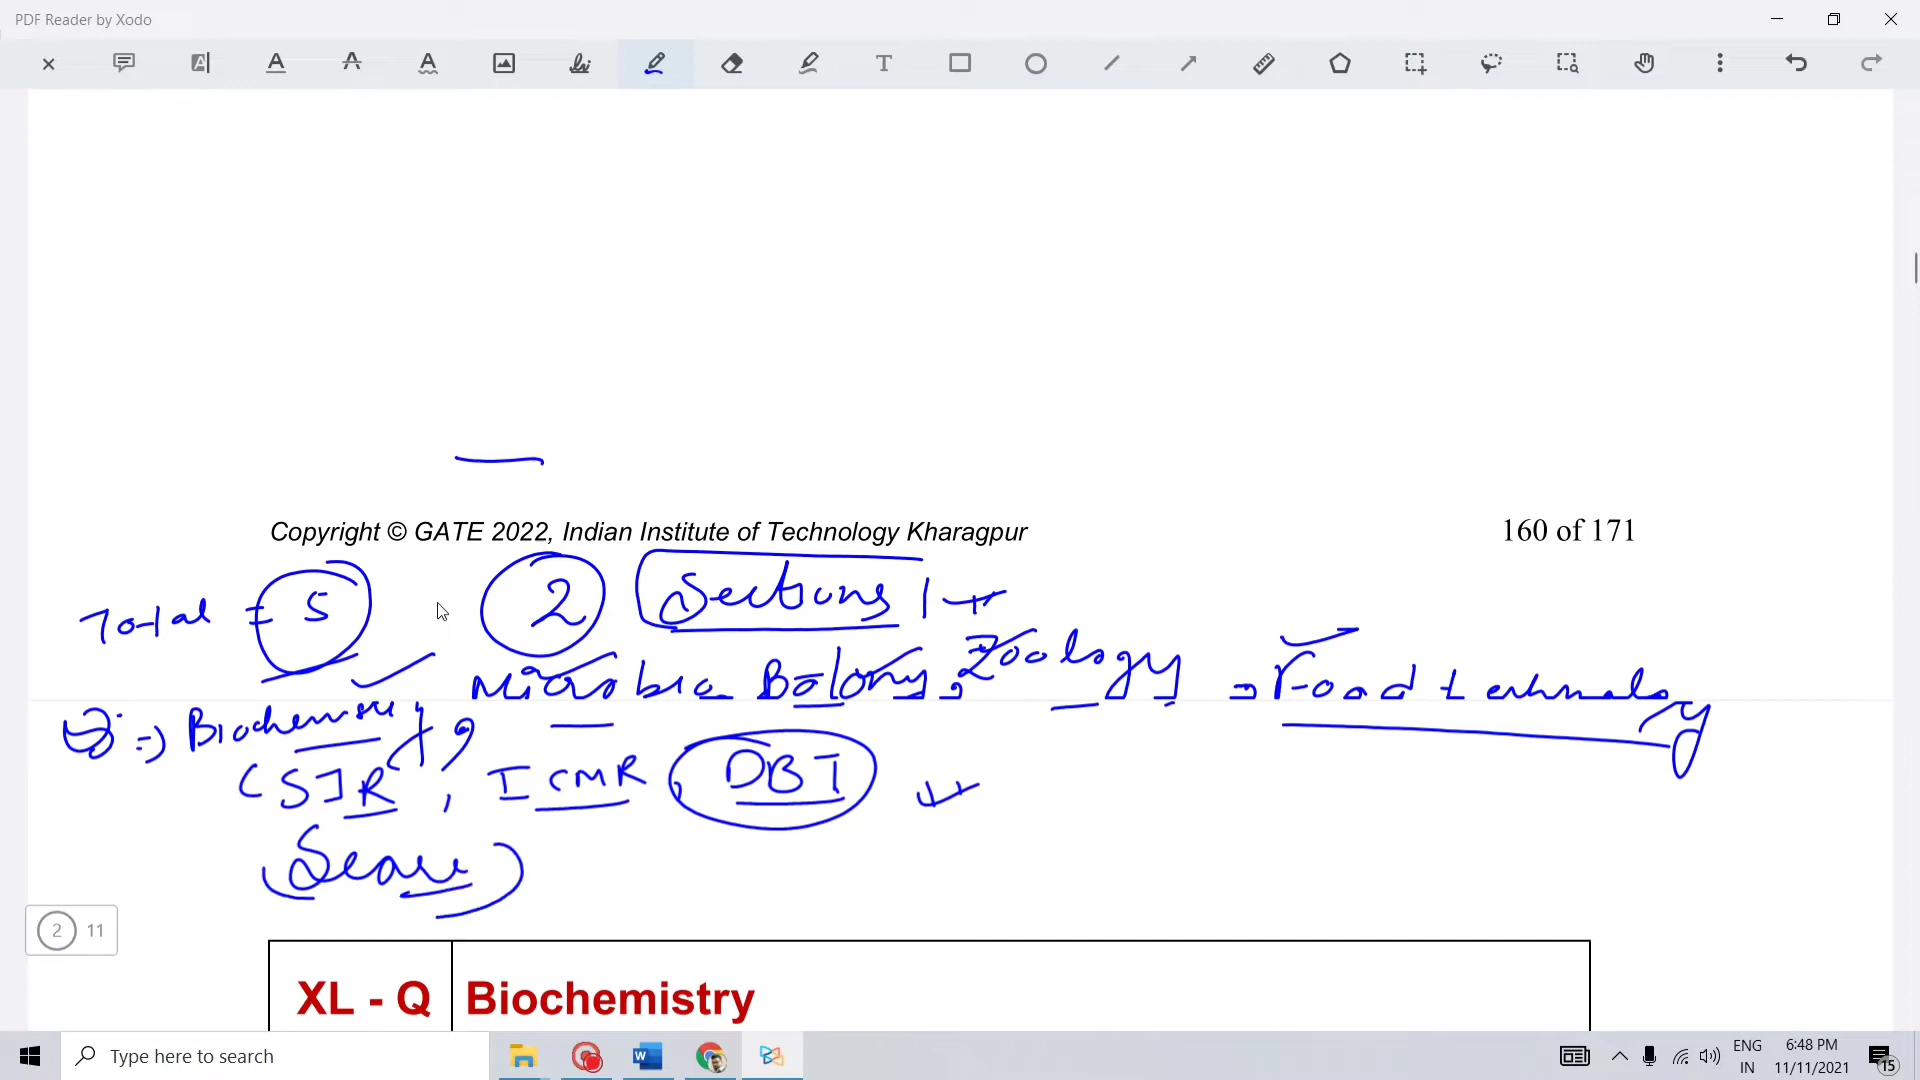 PDF Reader by Xodo
Copyright © GATE 2022, Indian Institute of Technology Kharagpur
160 of 171
Total = 5 2 Sections
Zoology, Food technology
=) Biochemistry,
CSIR, ICMR, DBT
2 11
XL - Q Biochemistry
Type here to search
ENG
IN
6:48 PM
11/11/2021
15